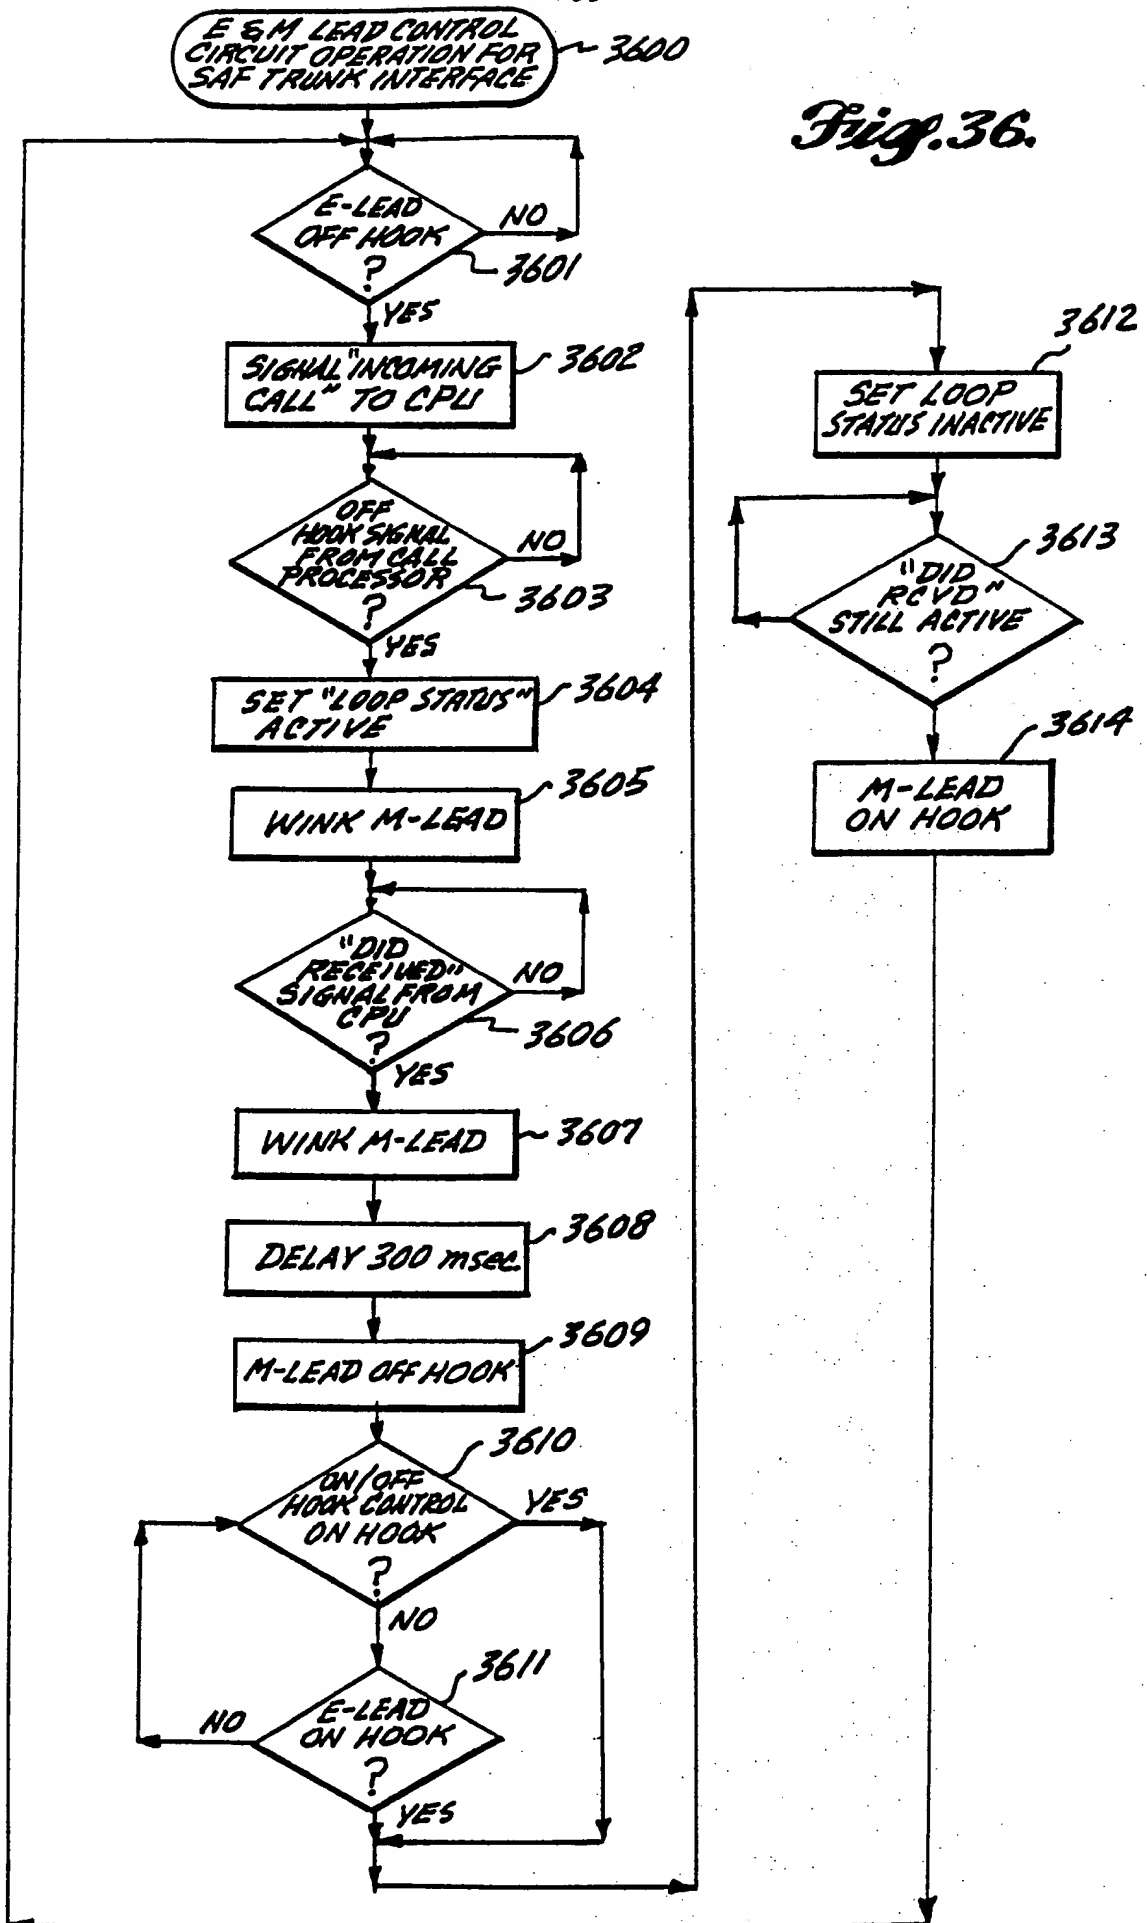 E & M LEAD CONTROL
CIRCUIT OPERATION FOR
SAF TRUNK INTERFACE
3600
Fig. 36.
E-LEAD
OFF HOOK
?
NO
3601
YES
SIGNAL "INCOMING
CALL" TO CPU
3602
OFF
HOOK SIGNAL
FROM CALL
PROCESSOR
?
NO
3603
YES
SET "LOOP STATUS"
ACTIVE
3604
WINK M-LEAD
3605
"DID
RECEIVED"
SIGNAL FROM
CPU
?
NO
3606
YES
WINK M-LEAD
3607
DELAY 300 msec.
3608
M-LEAD OFF HOOK
3609
3610
ON/OFF
HOOK CONTROL
ON HOOK
?
YES
NO
3611
E-LEAD
ON HOOK
?
NO
YES
3612
SET LOOP
STATUS INACTIVE
3613
"DID
RCVD"
STILL ACTIVE
?
3614
M-LEAD
ON HOOK